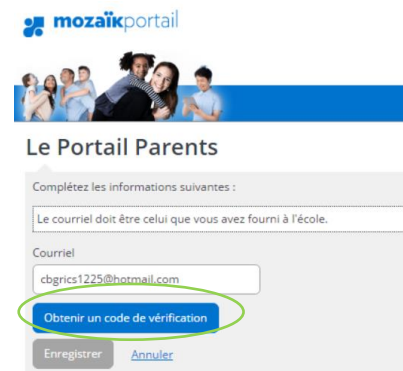 mozaïkportail
Le Portail Parents
Complétez les informations suivantes :
Le courriel doit être celui que vous avez fourni à l'école.
Courriel
cbgrics1225@hotmail.com
Obtenir un code de vérification
Enregistrer Annuler